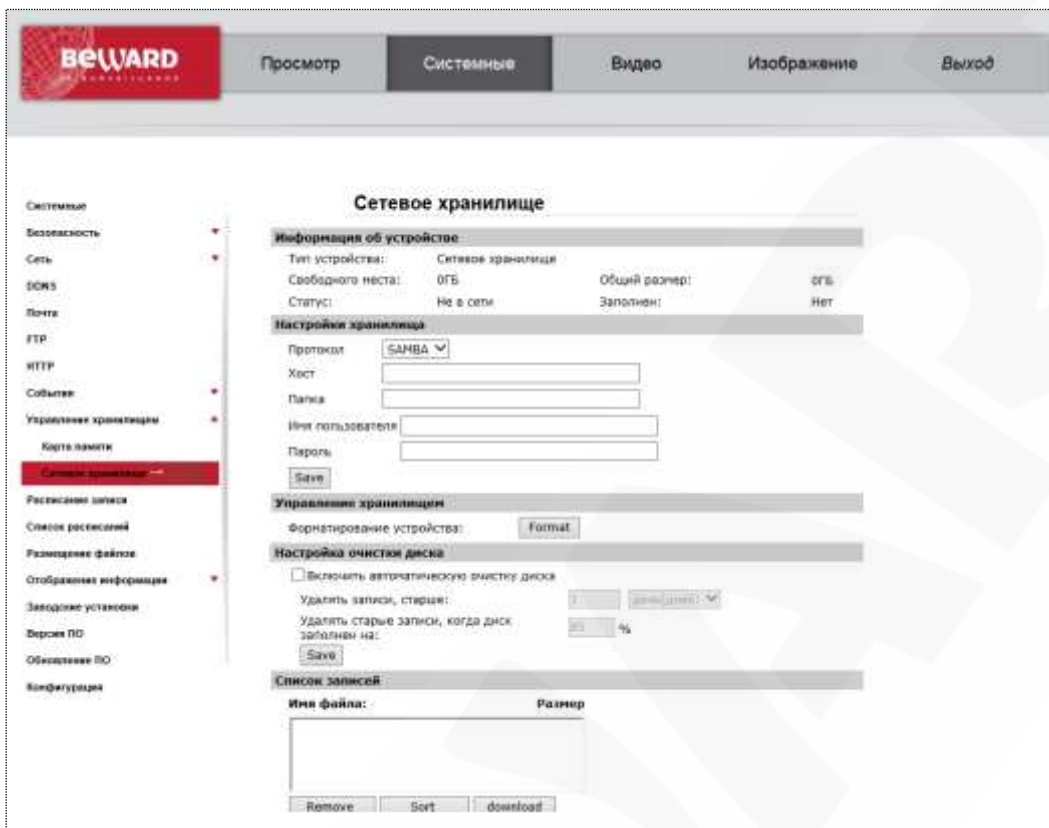 BEWARD
Просмотр
Системные
Видео
Изображение
Выход
Системные
Безопасность
Сеть
DDNS
Почта
FTP
HTTP
События
Управление хранилищем
Карта памяти
Сетевое хранилище
Расписание записи
Список расписаний
Размещение файлов
Отображение информации
Заводские установки
Версия ПО
Обновление ПО
Конфигурация
Сетевое хранилище
Информация об устройстве
Тип устройства: Сетевое хранилище
Свободного места: 0ГБ Общий размер: 0ГБ
Статус: Не в сети Заполнен: Нет
Настройки хранилища
Протокол SAMBA
Хост
Папка
Имя пользователя
Пароль
Save
Управление хранилищем
Форматирование устройства: Format
Настройка очистки диска
Включить автоматическую очистку диска
Удалять записи, старше:
Удалять старые записи, когда диск
заполнен на: %
Save
Список записей
Имя файла: Размер
Remove Sort download